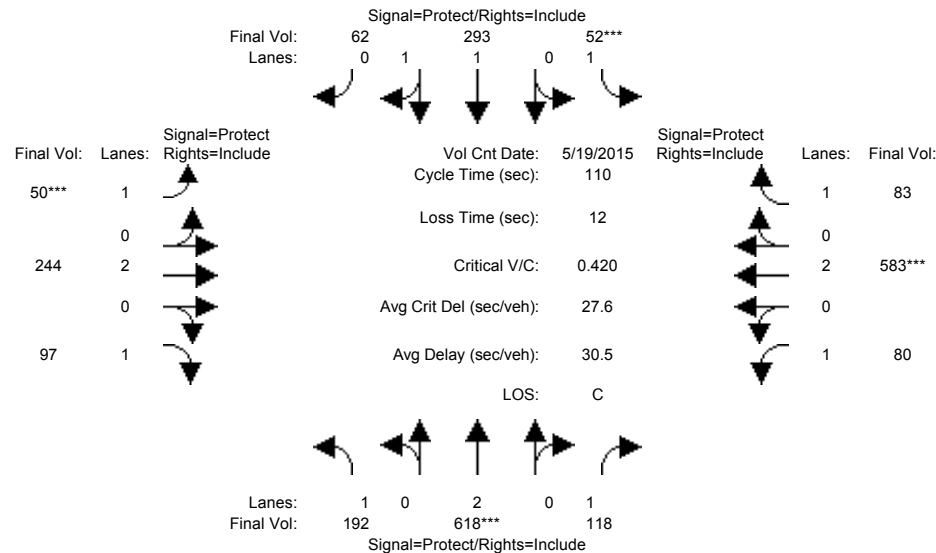 Signal=Protect/Rights=Include
Final Vol: 62 293 52***
Lanes: 0 1 1 0 1
Signal=Protect Signal=Protect
Final Vol: Lanes: Rights=Include Vol Cnt Date: 5/19/2015 Rights=Include Lanes: Final Vol:
Cycle Time (sec): 110
50*** 1 1 83
Loss Time (sec): 12
0 0
244 2 Critical V/C: 0.420 2 583***
0 Avg Crit Del (sec/veh): 27.6 0
97 1 Avg Delay (sec/veh): 30.5 1 80
LOS: C
Lanes: 1 0 2 0 1
Final Vol: 192 618*** 118
Signal=Protect/Rights=Include